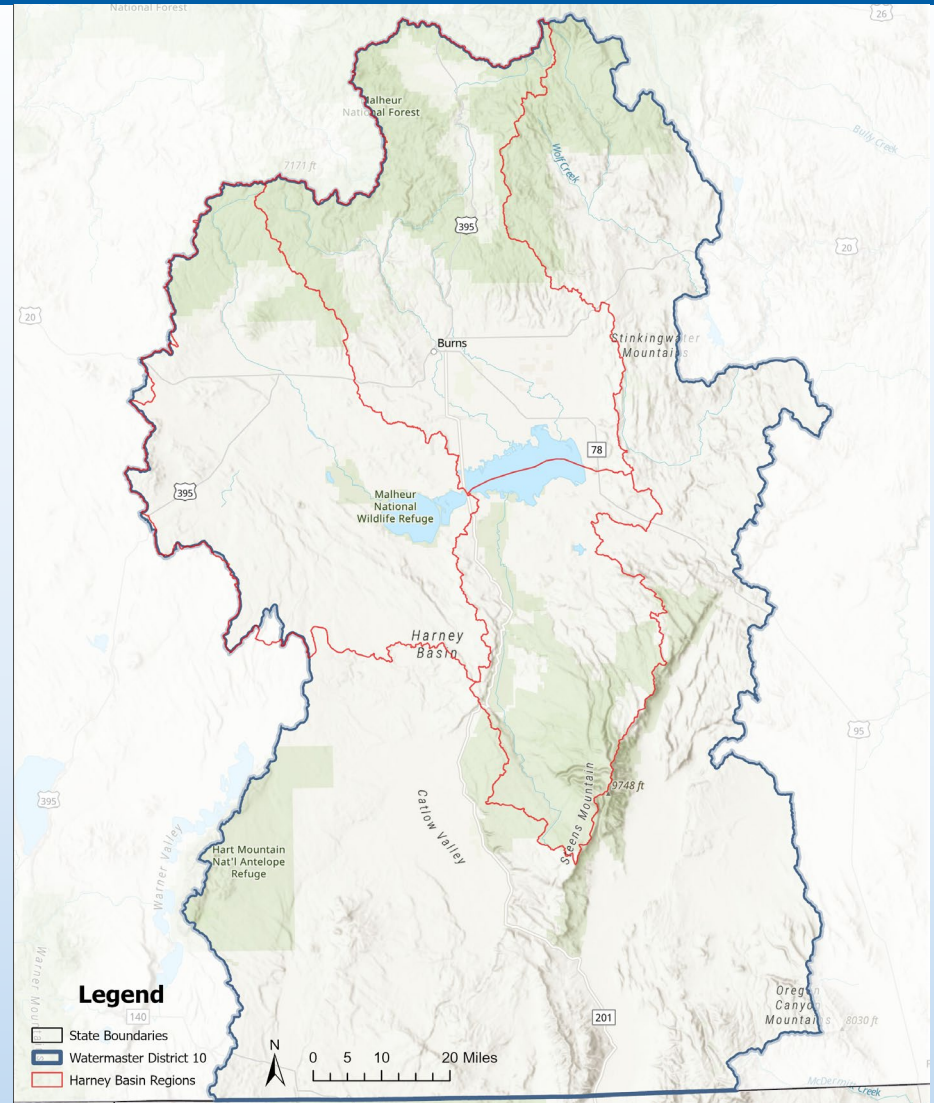 National Forest
26
Malheur
National Forest
Bully Creek
Wolf Creek
7171 ft
395
20
20
Stinkingwater
Mountains
Burns
78
395
Malheur
National
Wildlife Refuge
Harney
Basin
95
395
9748 ft
Steens Mountain
Catlow Valley
Warner Valley
Hart Mountain
Nat'l Antelope
Refuge
Warner Mountains
Oregon
Canyon
Mountains
8030 ft
140
201
McDermitt Creek
Legend
State Boundaries
Watermaster District 10
Harney Basin Regions
N
0 5 10 20 Miles